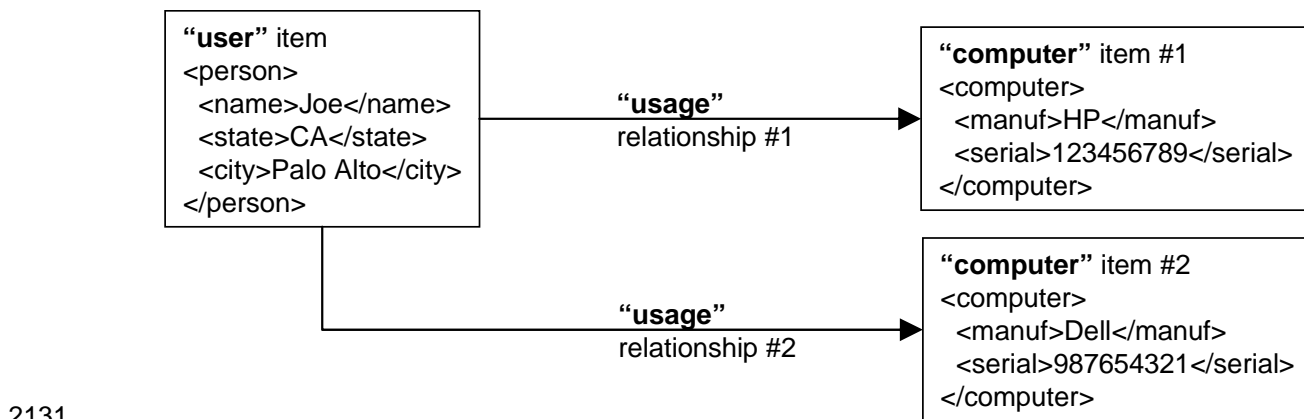 “user” item
<person>
<name>Joe</name>
<state>CA</state>
<city>Palo Alto</city>
</person>
“usage”
relationship #1
“computer” item #1
<computer>
<manuf>HP</manuf>
<serial>123456789</serial>
</computer>
“usage”
relationship #2
“computer” item #2
<computer>
<manuf>Dell</manuf>
<serial>987654321</serial>
</computer>
2131